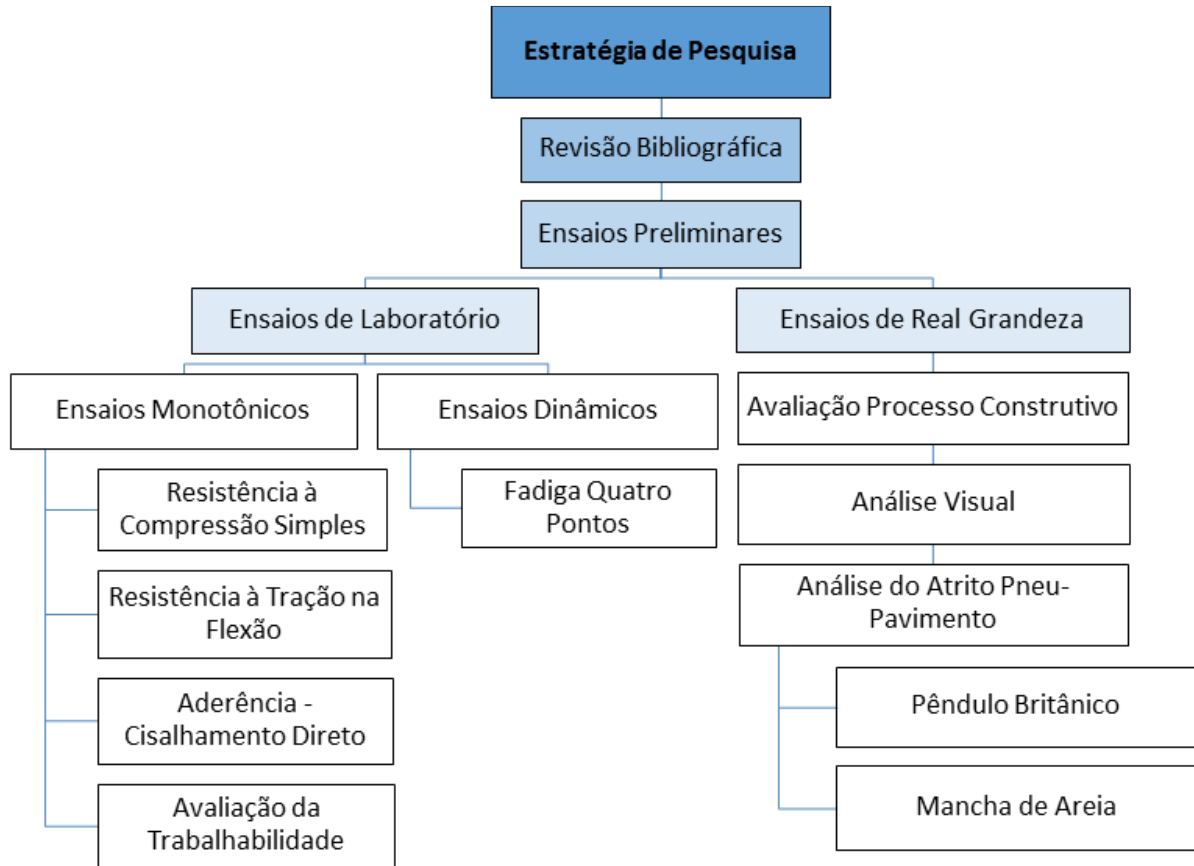 Estratégia de Pesquisa
Revisão Bibliográfica
Ensaios Preliminares
Ensaios de Laboratório
Ensaios de Real Grandeza
Ensaios Monotônicos
Ensaios Dinâmicos
Avaliação Processo Construtivo
Resistência à
Compressão Simples
Fadiga Quatro
Pontos
Análise Visual
Resistência à Tração na
Flexão
Análise do Atrito Pneu-
Pavimento
Aderência -
Cisalhamento Direto
Pêndulo Britânico
Avaliação da
Trabalhabilidade
Mancha de Areia